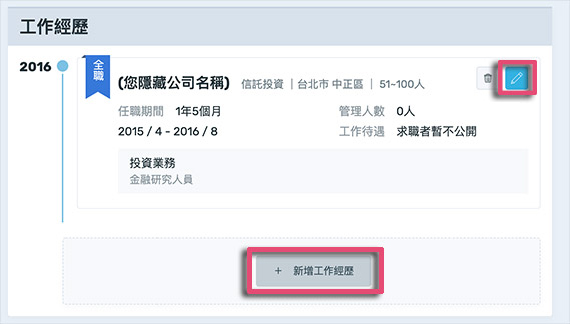 工作經歷
2016
全職
(您隱藏公司名稱) 信託投資 | 台北市 中正區 | 51~100人
任職期間 1年5個月 管理人數 0人
2015 / 4 - 2016 / 8 工作待遇 求職者暫不公開
投資業務
金融研究人員
+ 新增工作經歷